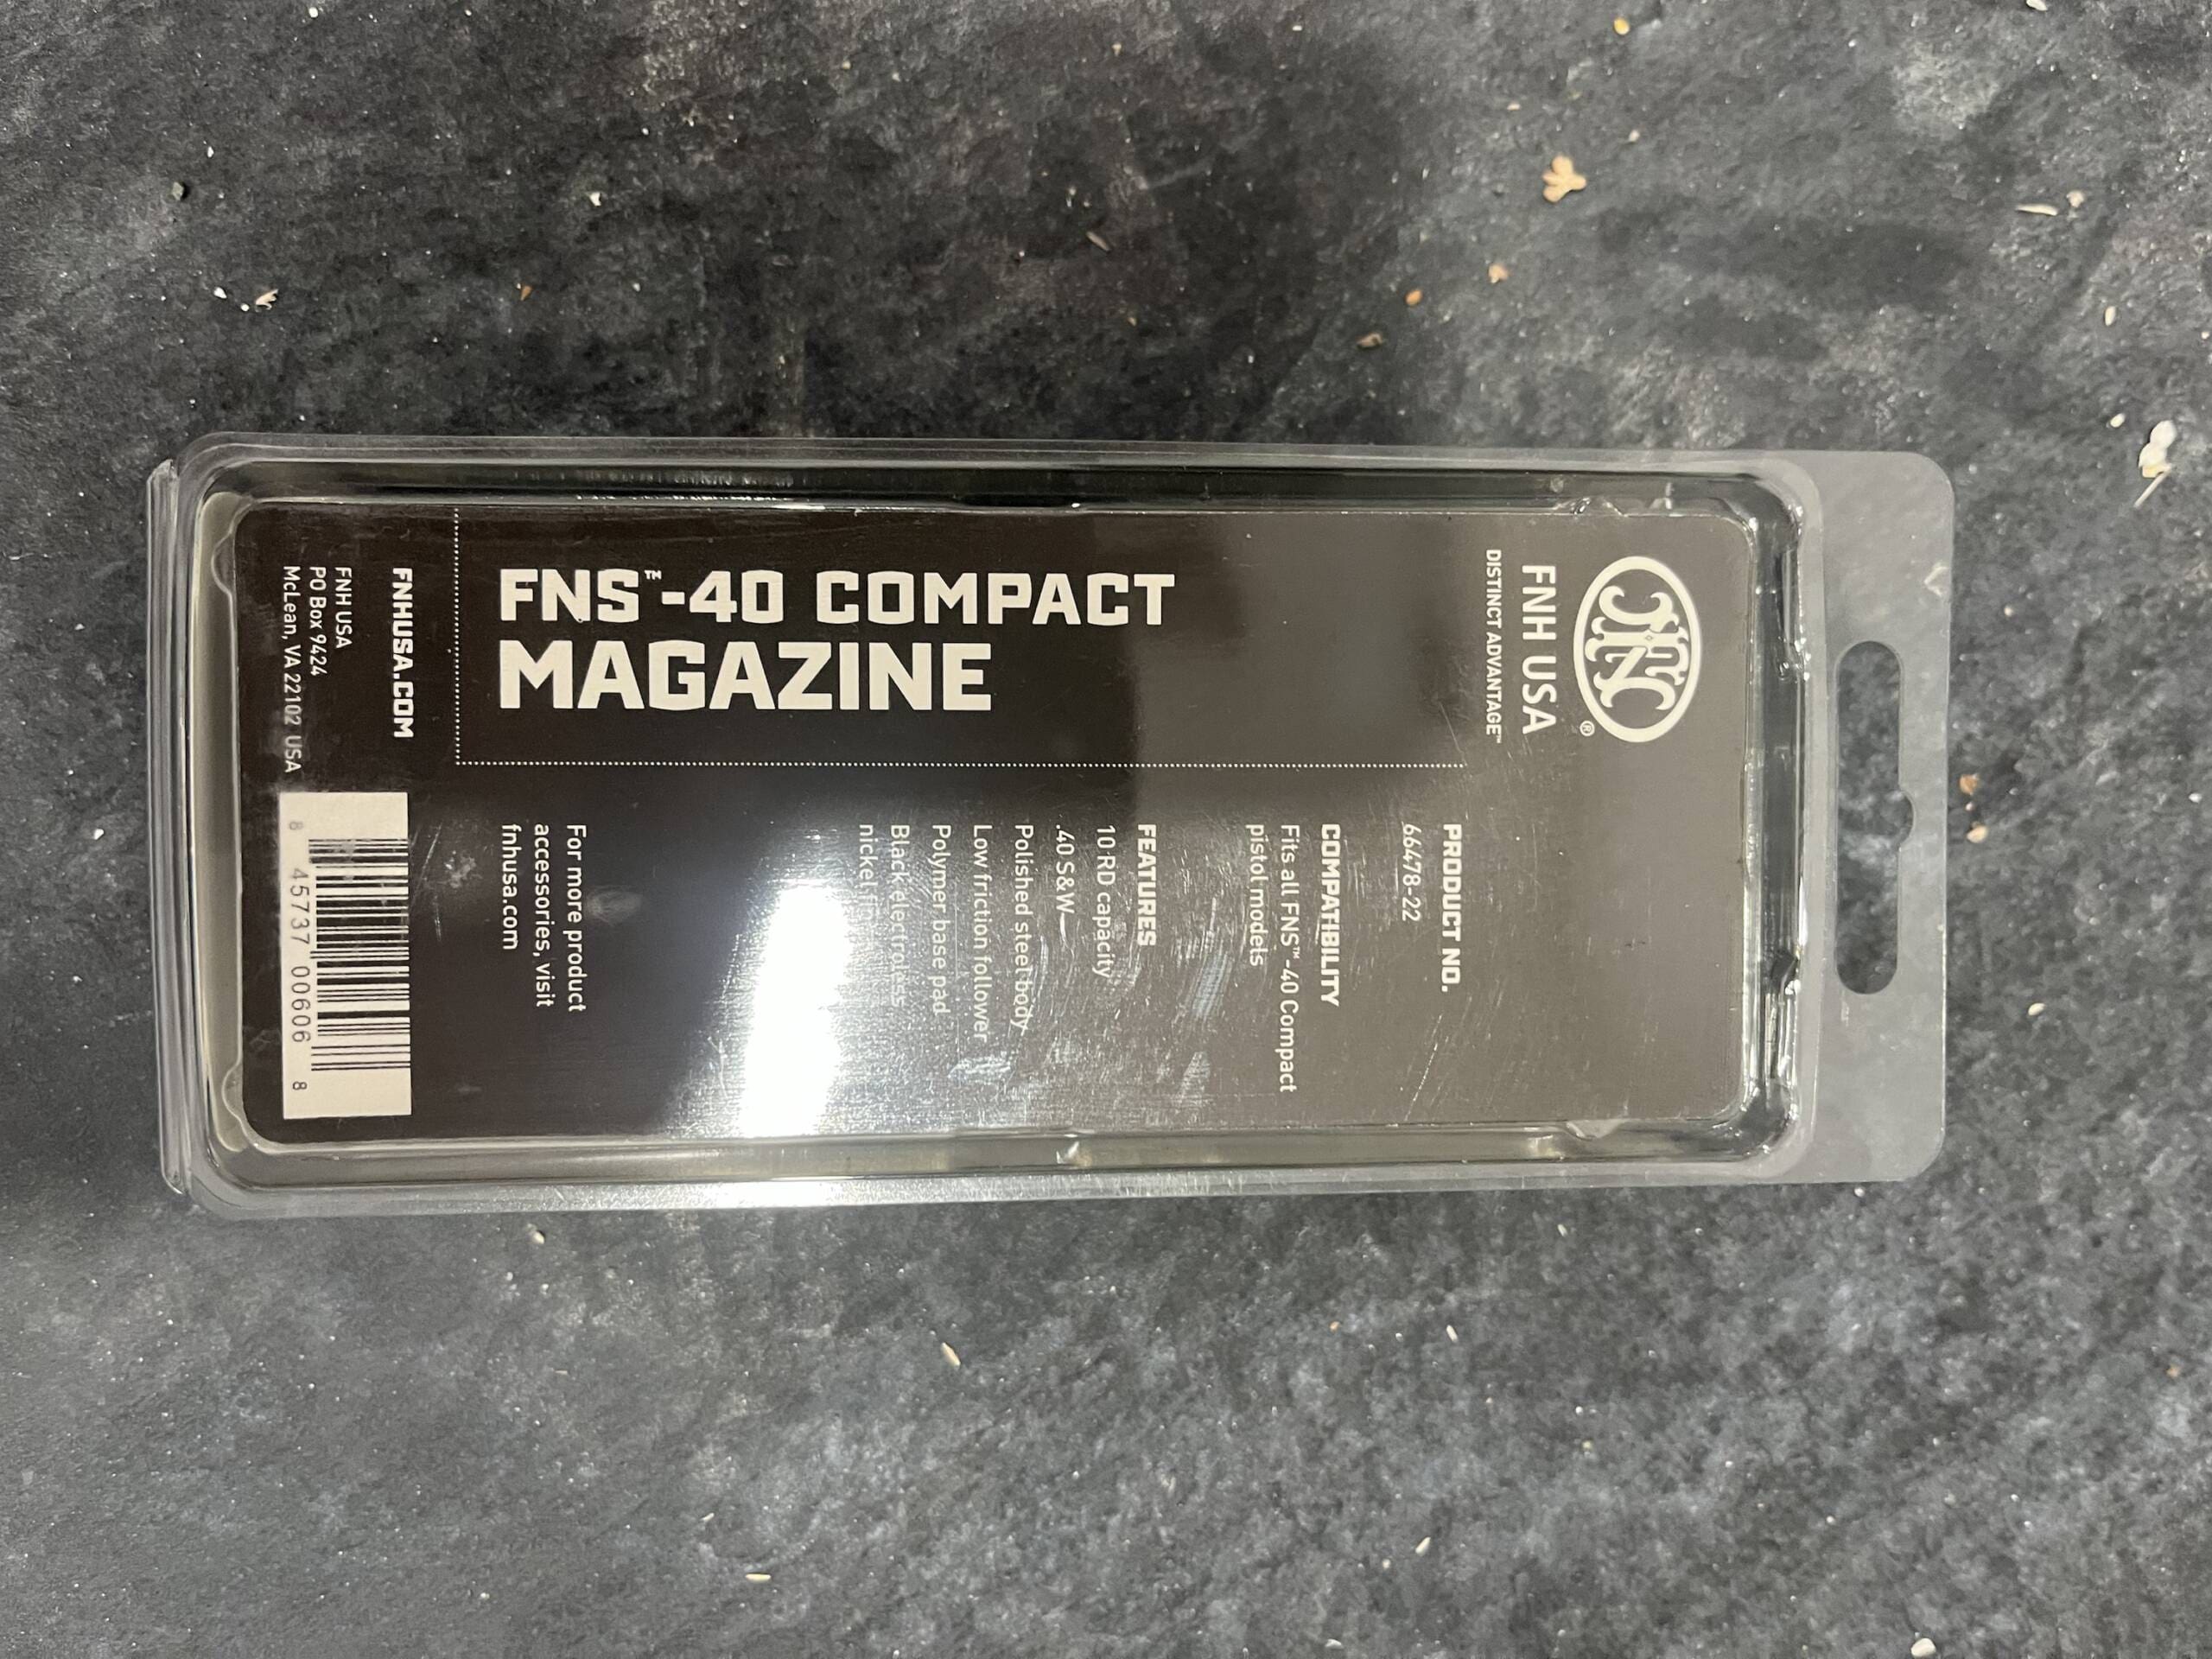 FN
®
FNH USA
DISTINCT ADVANTAGE™
FNS™-40 COMPACT
MAGAZINE
PRODUCT NO.
66478-22
COMPATIBILITY
Fits all FNS™-40 Compact
pistol models
FEATURES
10 RD capacity
.40 S&W
Polished steel body
Low friction follower
Polymer base pad
Black electroless
nickel
For more product
accessories, visit
fnhusa.com
FNHUSA.COM
FNH USA
PO Box 9424
McLean, VA 22102 USA
8 45737 00606 8